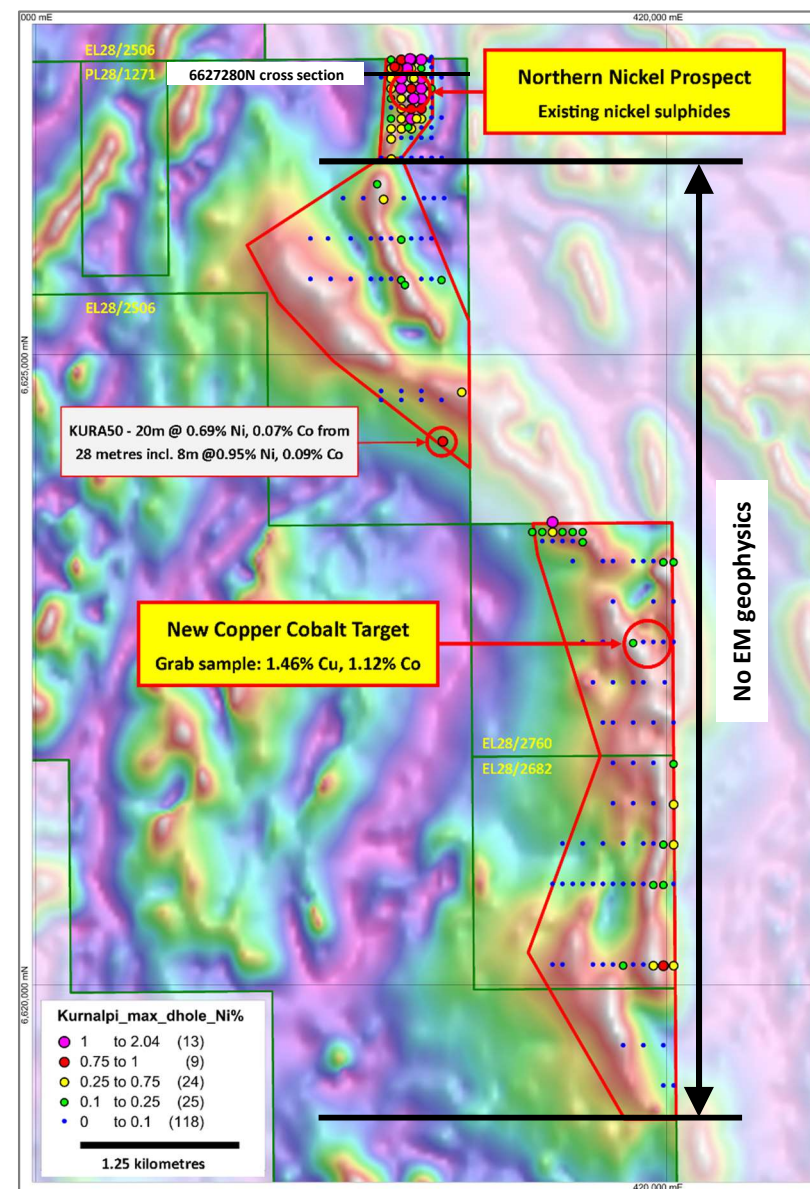 000 mE
420,000 mE
EL28/2506
PL28/1271
6627280N cross section
Northern Nickel Prospect
Existing nickel sulphides
EL28/2506
6,625,000 mN
KURA50 - 20m @ 0.69% Ni, 0.07% Co from
28 metres incl. 8m @0.95% Ni, 0.09% Co
No EM geophysics
New Copper Cobalt Target
Grab sample: 1.46% Cu, 1.12% Co
EL28/2760
EL28/2682
6,620,000 mN
Kurnalpi_max_dhole_Ni%
1 to 2.04 (13)
0.75 to 1 (9)
0.25 to 0.75 (24)
0.1 to 0.25 (25)
0 to 0.1 (118)
1.25 kilometres
420,000 mE